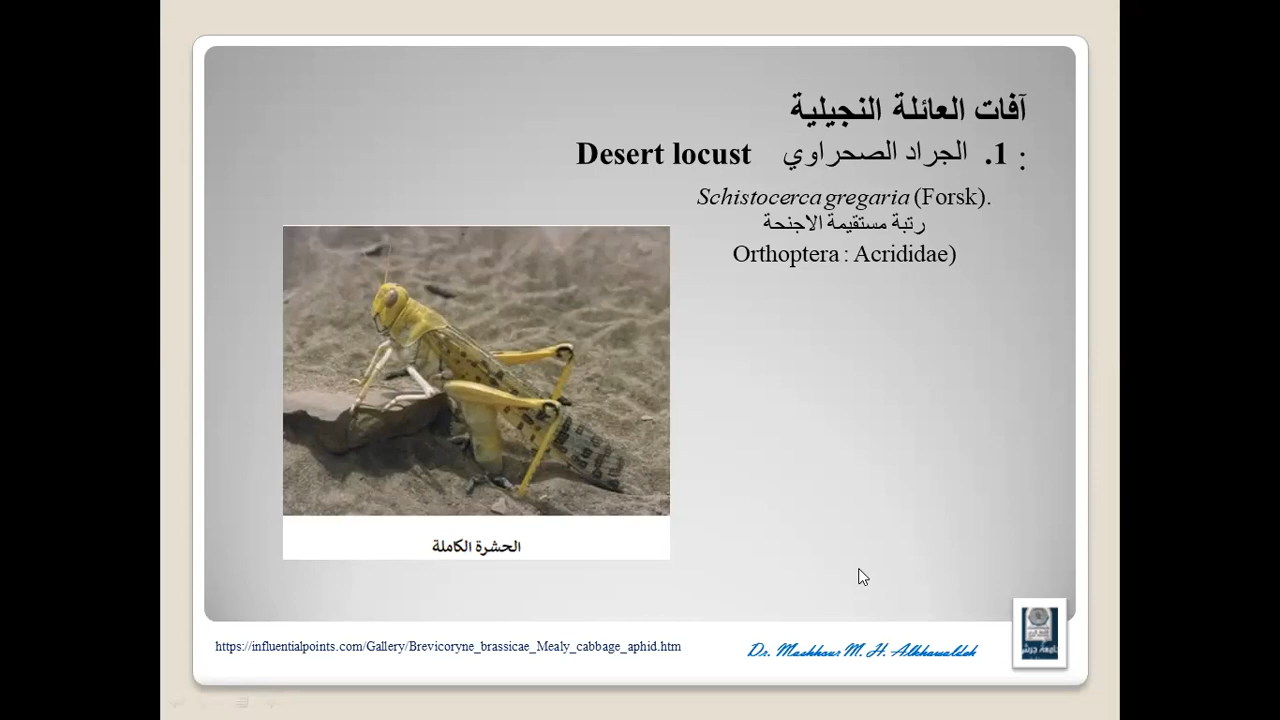 آفات العائلة النجيلية
: 1. الجراد الصحراوي Desert locust
Schistocerca gregaria (Forsk).
رتبة مستقيمة الاجنحة
Orthoptera : Acrididae)
الحشرة الكاملة
https://influentialpoints.com/Gallery/Brevicoryne_brassicae_Mealy_cabbage_aphid.htm
Dr. Mashhour M. H. Alkhawaldeh